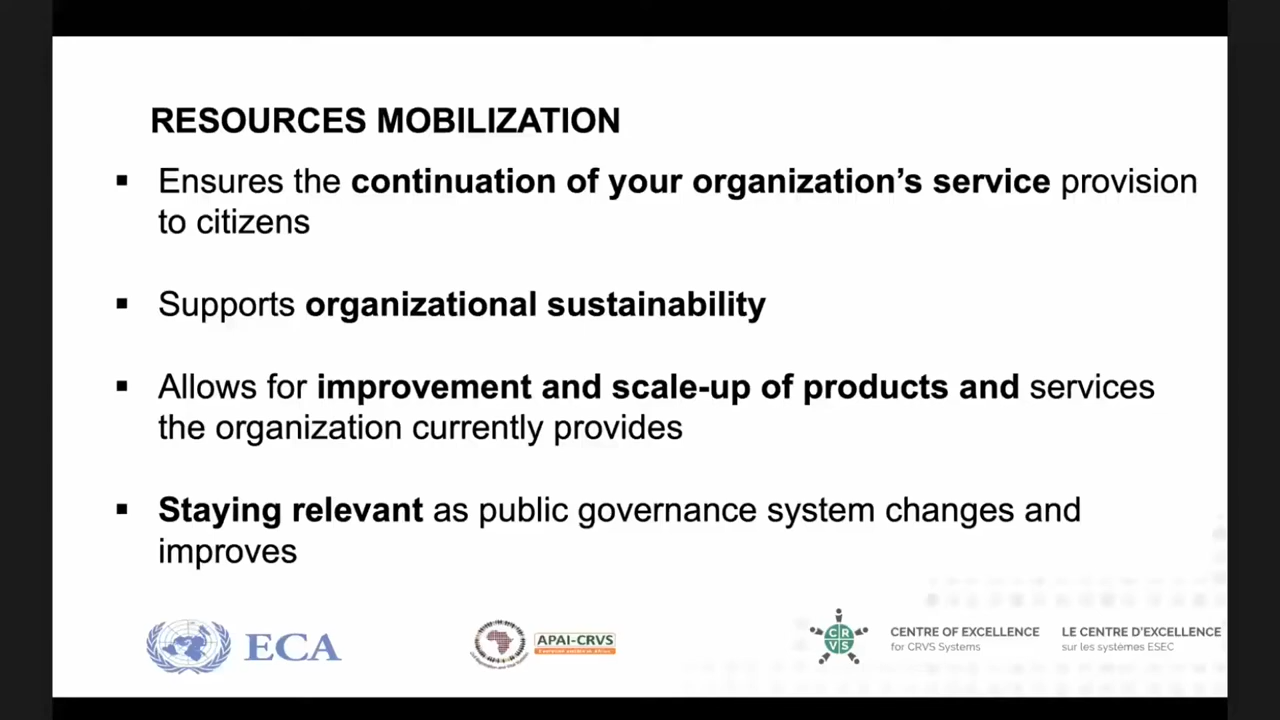 RESOURCES MOBILIZATION
▪ Ensures the continuation of your organization's service provision
to citizens
▪ Supports organizational sustainability
▪ Allows for improvement and scale-up of products and services
the organization currently provides
▪ Staying relevant as public governance system changes and
improves
ECA
APAI-CRVS
CRVS
CENTRE OF EXCELLENCE
for CRVS Systems
LE CENTRE D'EXCELLENCE
sur les systèmes ESEC